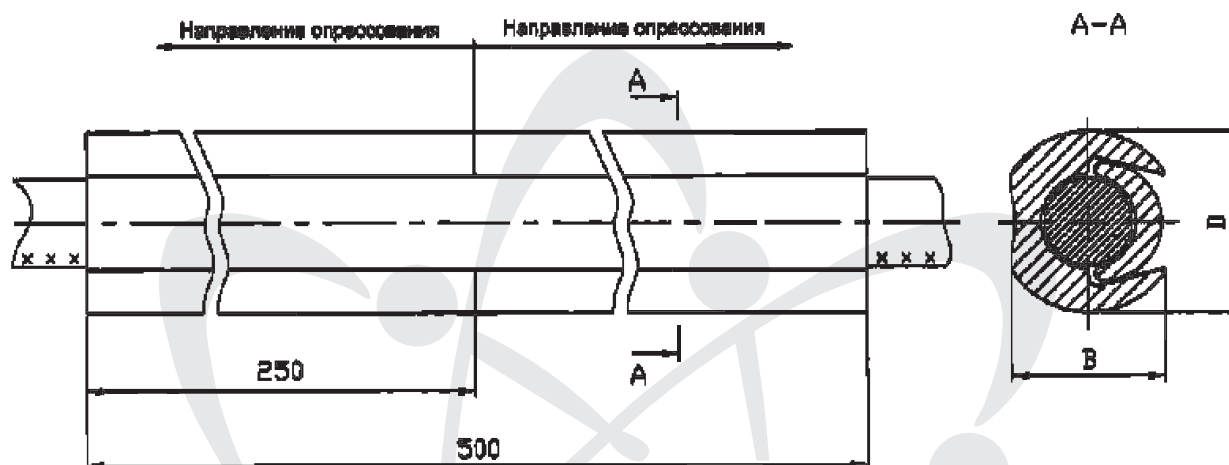 Направление опрессования Направление опрессования
А-А
А
А
250
500
В
D
× × ×
× × ×